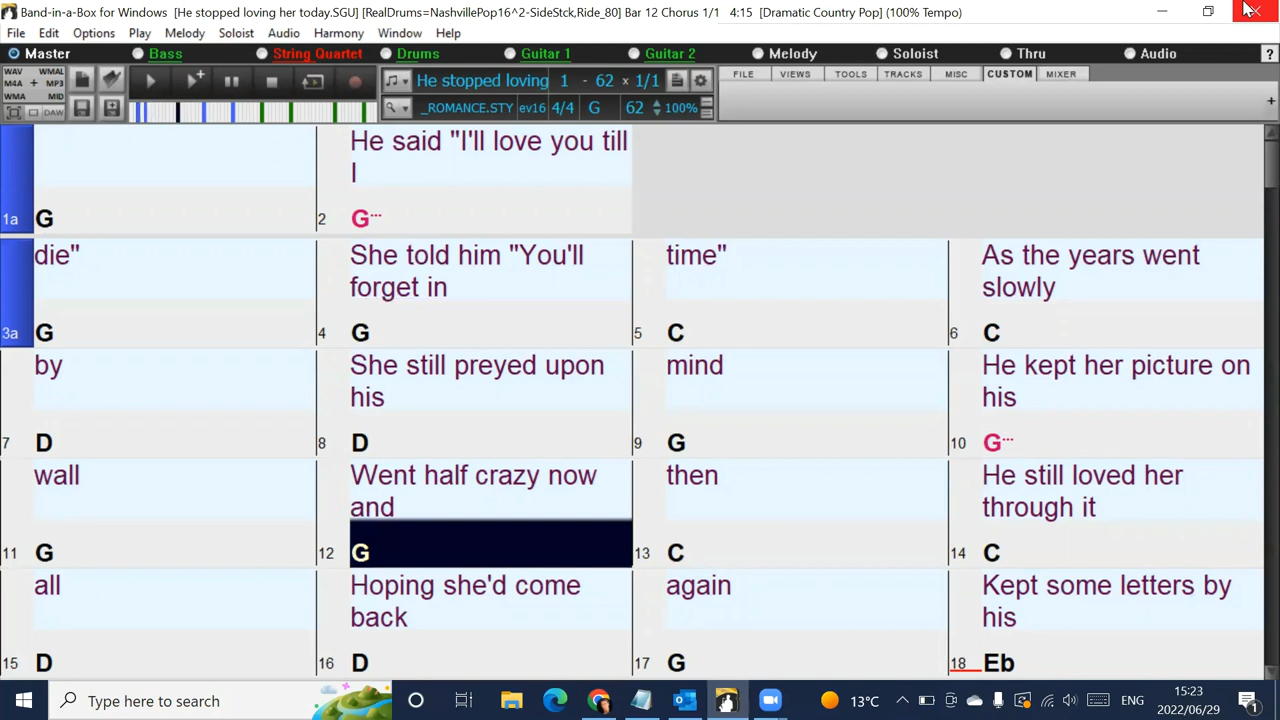 Band-in-a-Box for Windows [He stopped loving her today.SGU] [RealDrums=NashvillePop16^2-SideStck,Ride_80] Bar 12 Chorus 1/1 4:15 [Dramatic Country Pop] (100% Tempo)
File Edit Options Play Melody Soloist Audio Harmony Window Help
Master Bass String Quartet Drums Guitar 1 Guitar 2 Melody Soloist Thru Audio ?
WAV WMAL
M4A + MP3
WMA MID
DAW
He stopped loving 1 - 62 x 1/1
_ROMANCE.STY ev16 4/4 G 62 100%
FILE VIEWS TOOLS TRACKS MISC CUSTOM MIXER
+
He said "I'll love you till
I
1a G 2 G...
die" She told him "You'll time" As the years went
forget in slowly
3a G 4 G 5 C 6 C
by She still preyed upon mind He kept her picture on
his his
7 D 8 D 9 G 10 G...
wall Went half crazy now then He still loved her
and through it
11 G 12 G 13 C 14 C
all Hoping she'd come again Kept some letters by
back his
15 D 16 D 17 G 18 Eb
Type here to search
13°C ENG 15:23
2022/06/29
1